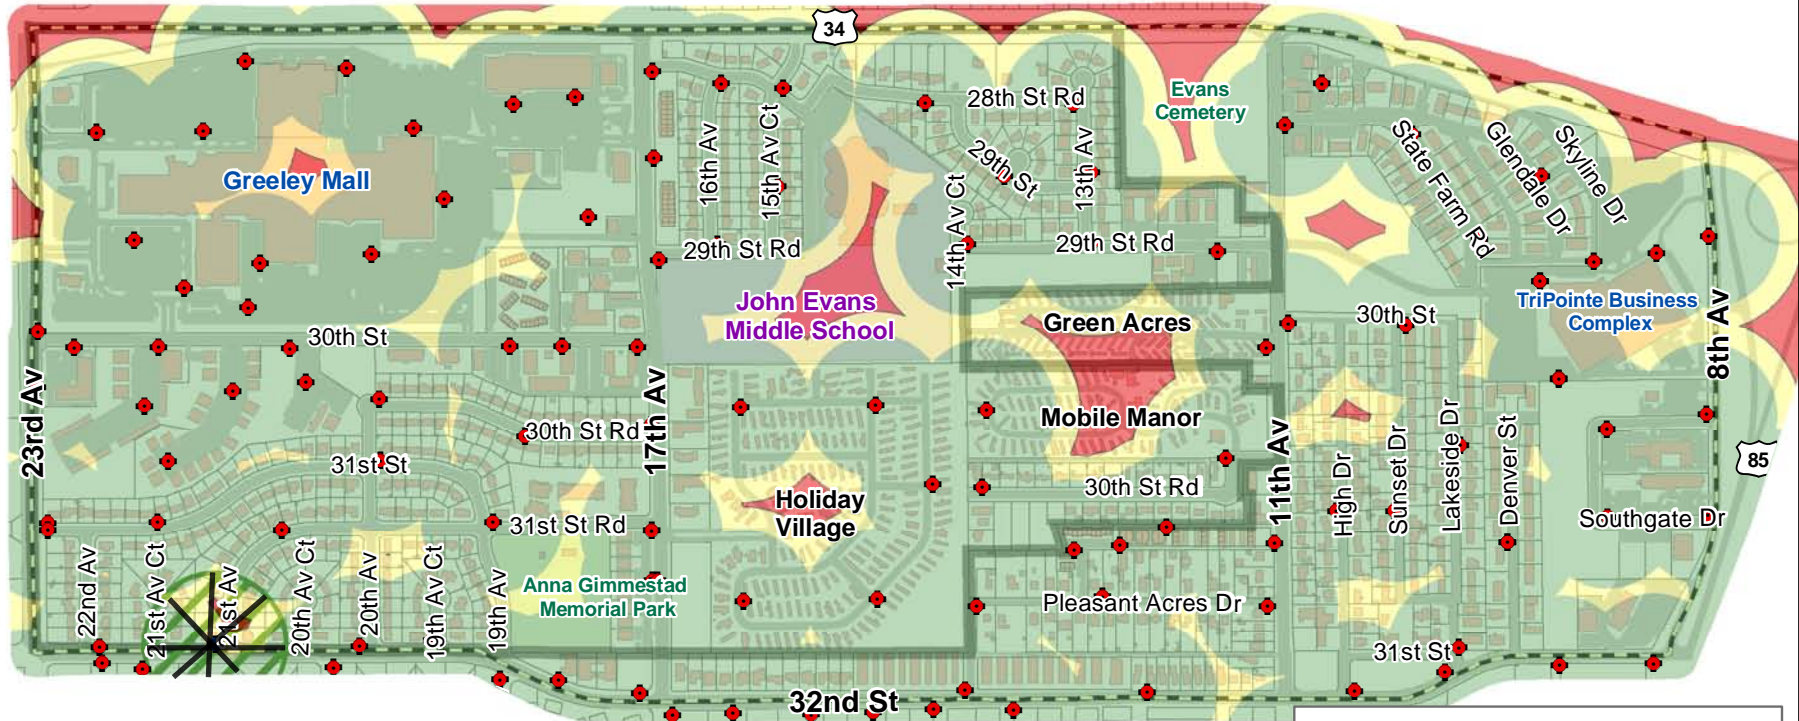 34
28th St Rd
Evans
Cemetery
16th Av
15th Av Ct
29th St
13th Av
State Farm Rd
Glendale Dr
Skyline Dr
Greeley Mall
14th Av Ct
29th St Rd
29th St Rd
John Evans
Middle School
Green Acres
30th St
TriPointe Business
Complex
8th Av
30th St
23rd Av
17th Av
Mobile Manor
11th Av
30th St Rd
31st St
85
High Dr
Sunset Dr
Lakeside Dr
Denver St
30th St Rd
Holiday
Village
31st St Rd
Southgate Dr
22nd Av
21st Av Ct
21st Av
20th Av Ct
20th Av
19th Av Ct
19th Av
Anna Gimmestad
Memorial Park
Pleasant Acres Dr
31st St
32nd St